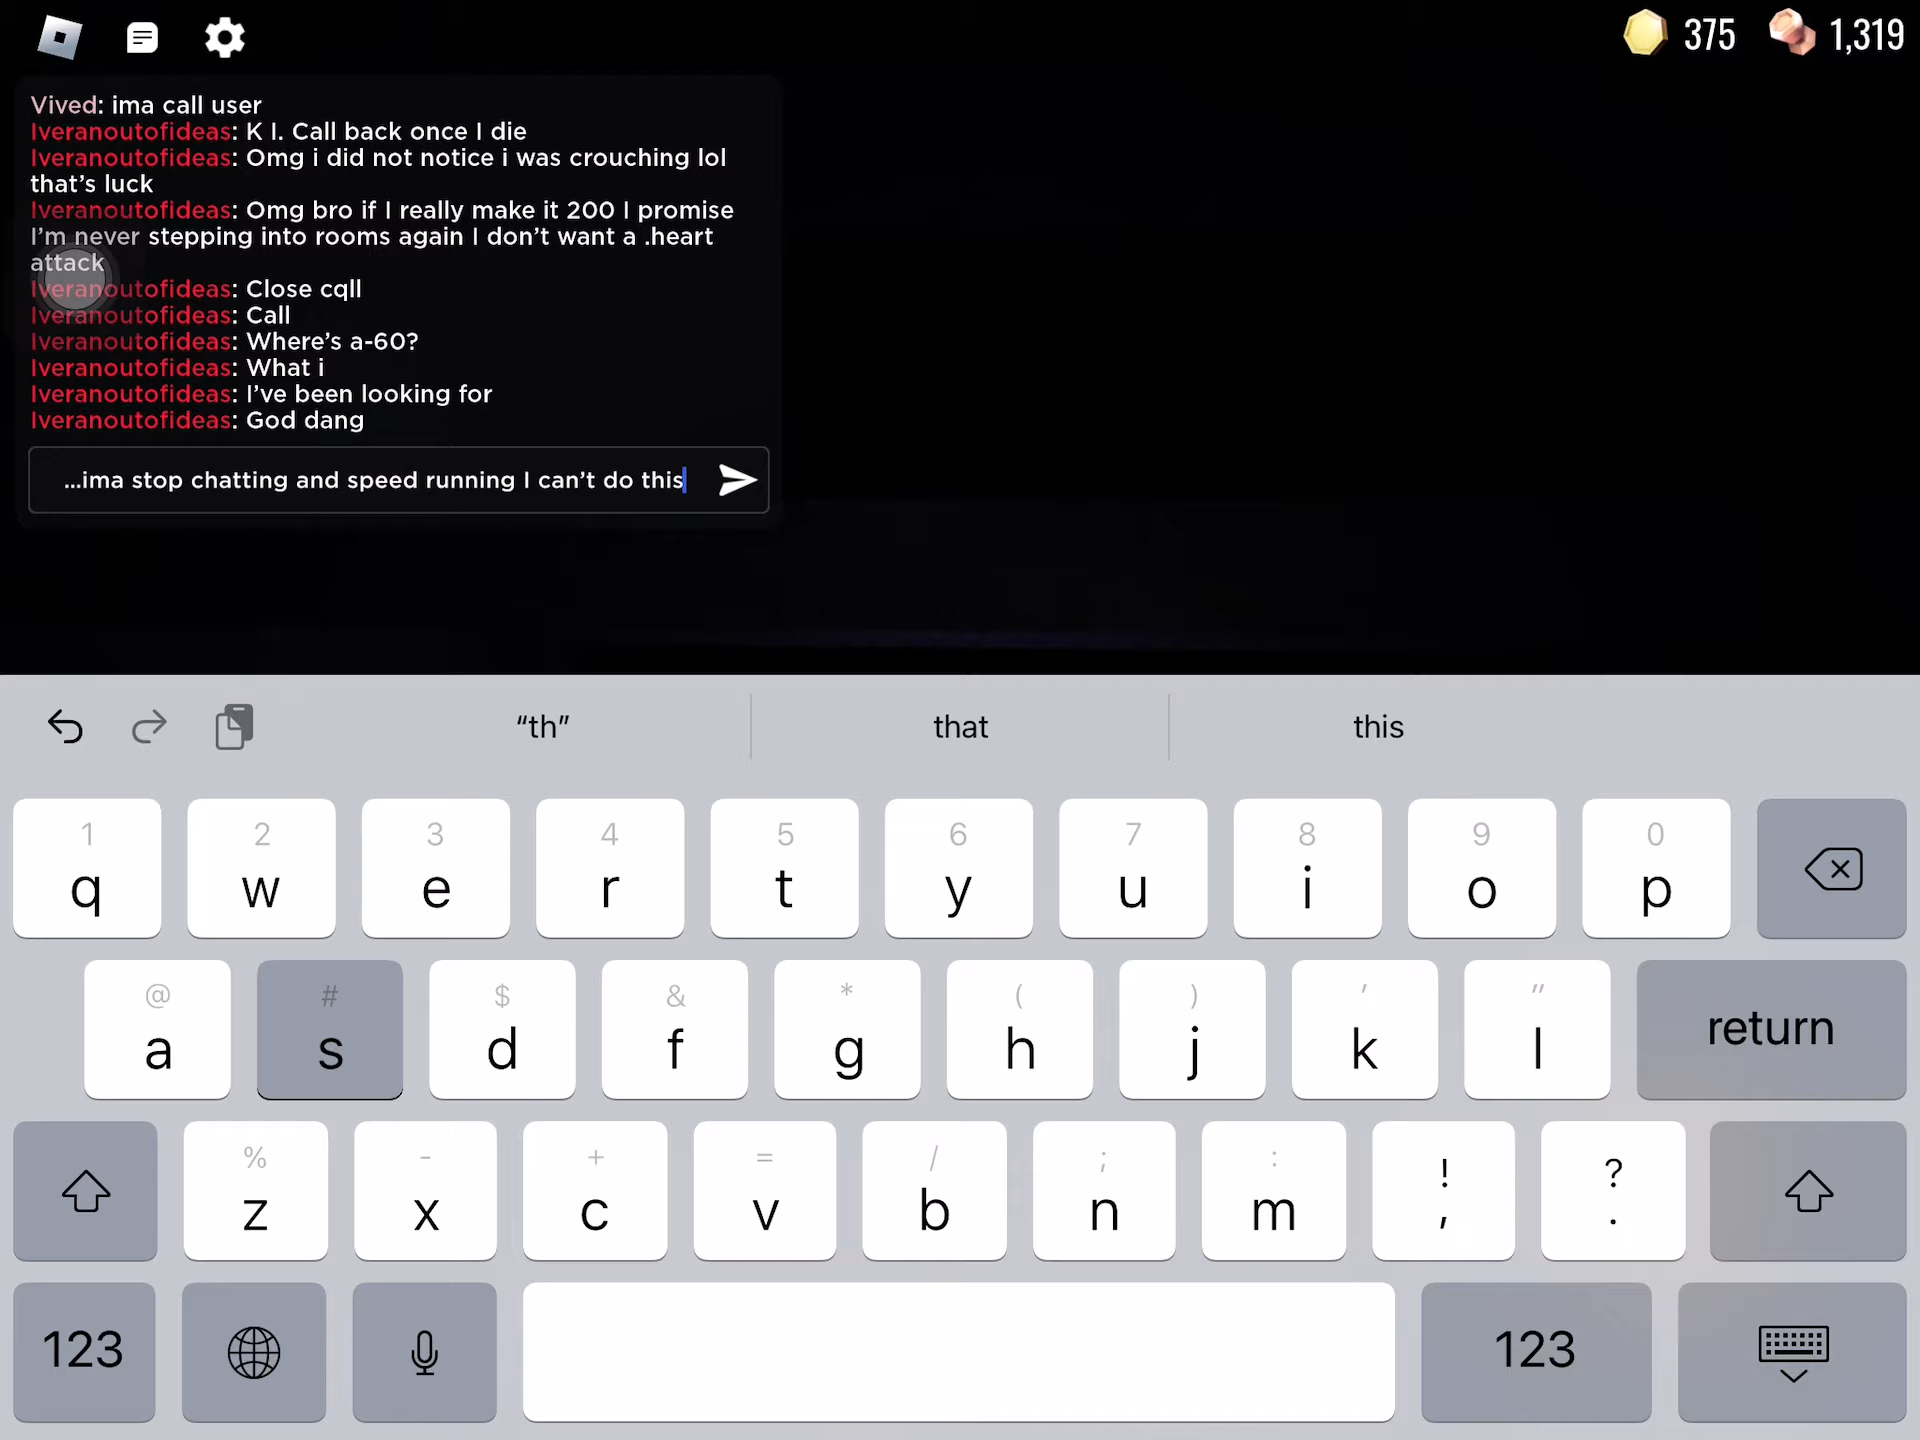 375
1,319
Vived: ima call user
Iveranoutofideas: K I. Call back once I die
Iveranoutofideas: Omg i did not notice i was crouching lol
that’s luck
Iveranoutofideas: Omg bro if I really make it 200 I promise
I’m never stepping into rooms again I don’t want a .heart
attack
Iveranoutofideas: Close cqll
Iveranoutofideas: Call
Iveranoutofideas: Where’s a-60?
Iveranoutofideas: What i
Iveranoutofideas: I’ve been looking for
Iveranoutofideas: God dang
...ima stop chatting and speed running I can’t do this
“th” that this
1 2 3 4 5 6 7 8 9 0
q w e r t y u i o p
@ # $ & * ( ) ' "
a s d f g h j k l return
% - + = / ; : ! ?
z x c v b n m , .
123 123